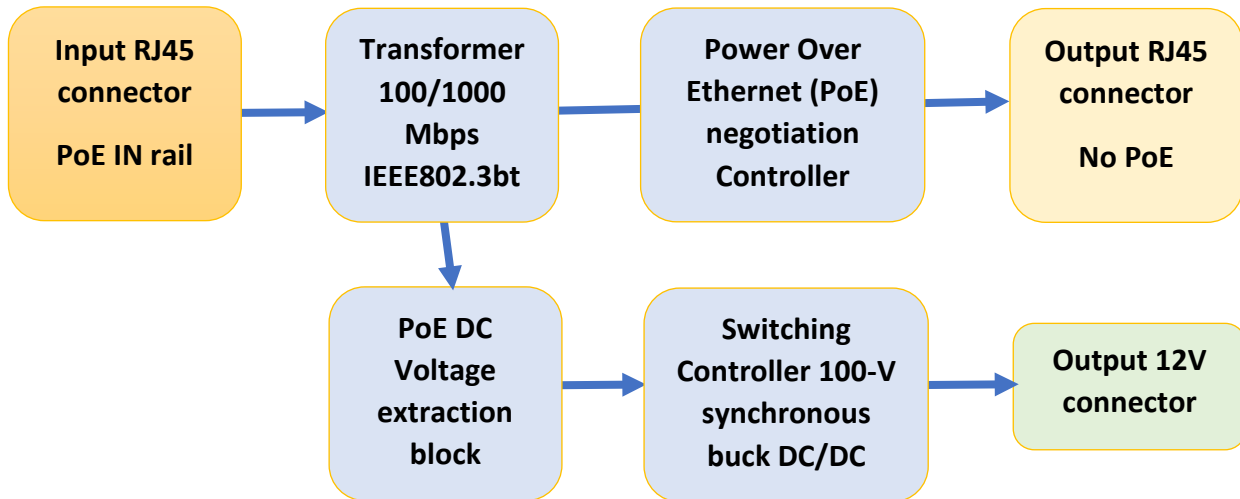 Input RJ45
connector
PoE IN rail
Transformer
100/1000
Mbps
IEEE802.3bt
Power Over
Ethernet (PoE)
negotiation
Controller
Output RJ45
connector
No PoE
PoE DC
Voltage
extraction
block
Switching
Controller 100-V
synchronous
buck DC/DC
Output 12V
connector